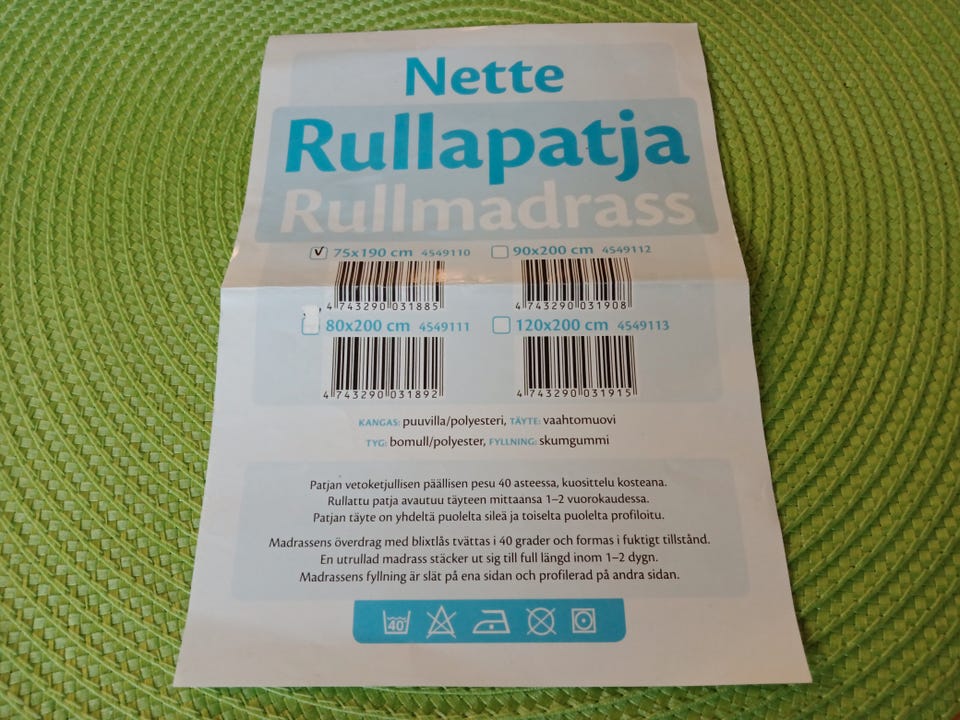 Nette
Rullapatja
Rullmadrass
75x190 cm 4549110
90x200 cm 4549112
4 743290 031885
4 743290 031908
80x200 cm 4549111
120x200 cm 4549113
4 743290 031892
4 743290 031915
KANGAS: puuvilla/polyesteri, TÄYTE: vaahtomuovi
TYG: bomull/polyester, FYLLNING: skumgummi
Patjan vetoketjullisen päällisen pesu 40 asteessa, kuosittelu kosteana.
Rullattu patja avautuu täyteen mittaansa 1–2 vuorokaudessa.
Patjan täyte on yhdeltä puolelta sileä ja toiselta puolelta profiloitu.
Madrassens överdrag med blixtlås tvättas i 40 grader och formas i fuktigt tillstånd.
En utrullad madrass stäcker ut sig till full längd inom 1–2 dygn.
Madrassens fyllning är slät på ena sidan och profilerad på andra sidan.
40